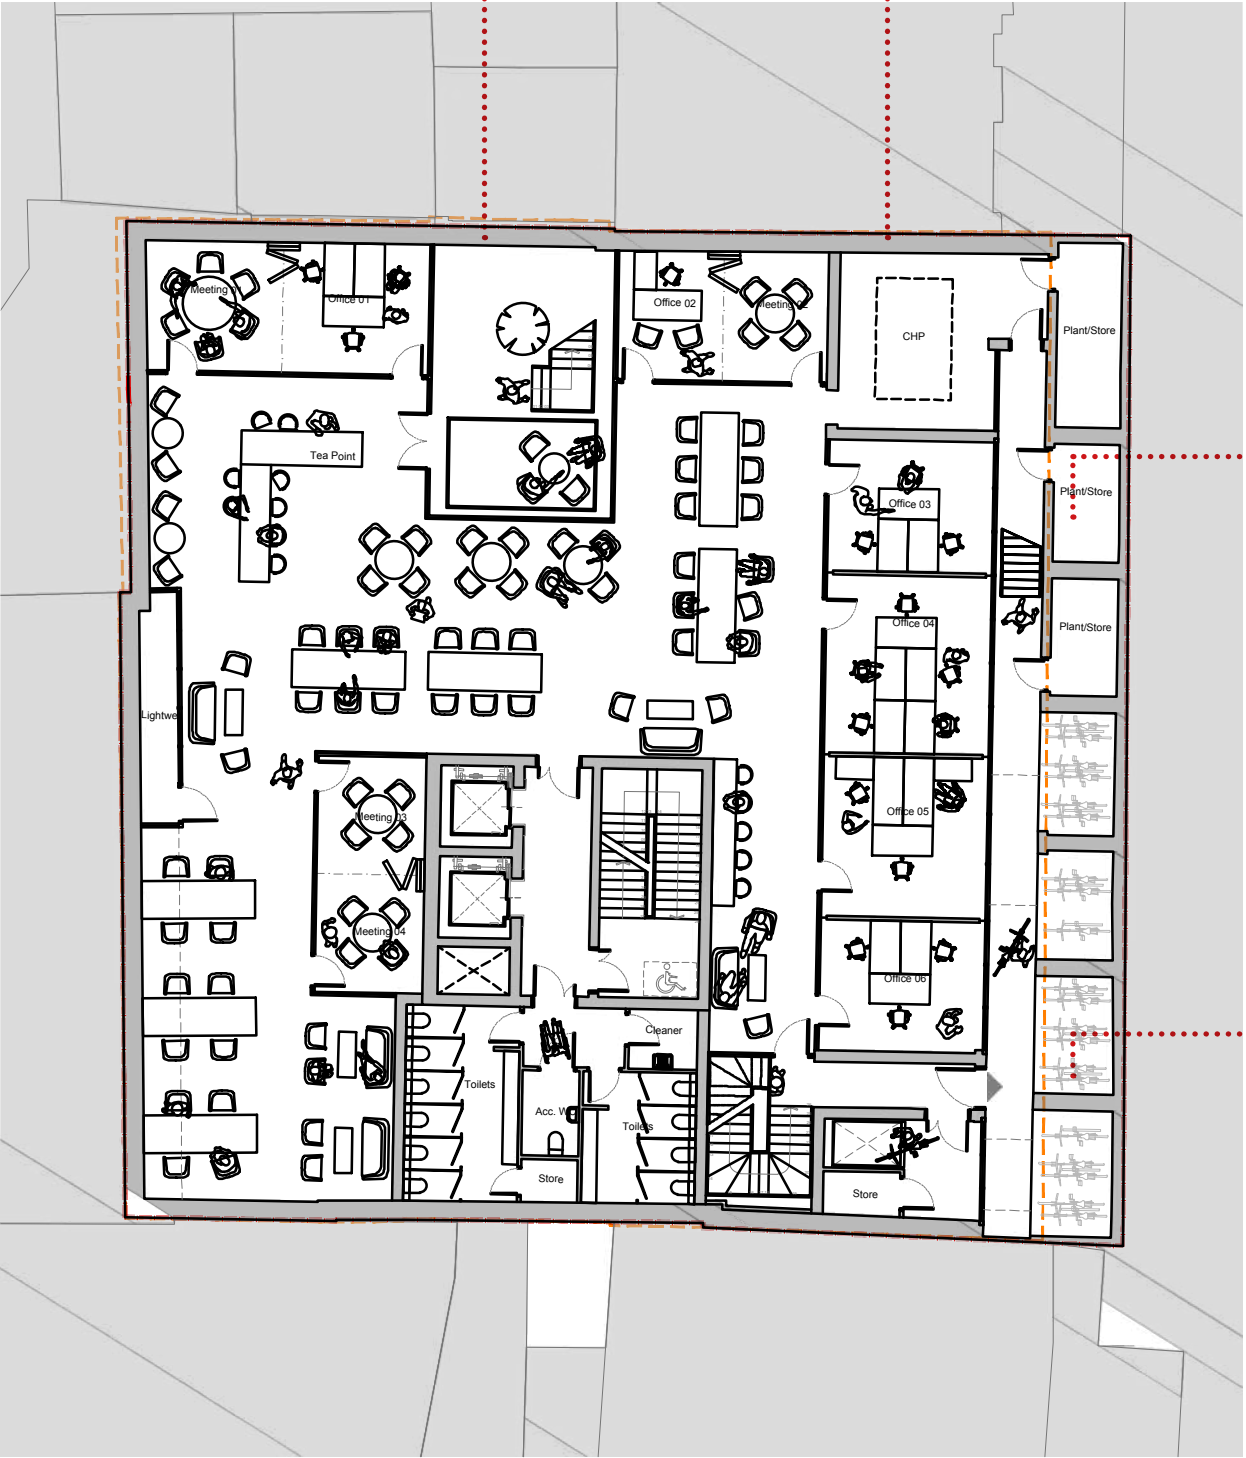 Meeting 01
Office 01
Office 02
Meeting 02
CHP
Plant/Store
Tea Point
Office 03
Plant/Store
Office 04
Plant/Store
Lightwell
Meeting 03
Office 05
Meeting 04
Office 06
Cleaner
Toilets
Acc. WC
Toilets
Store
Store